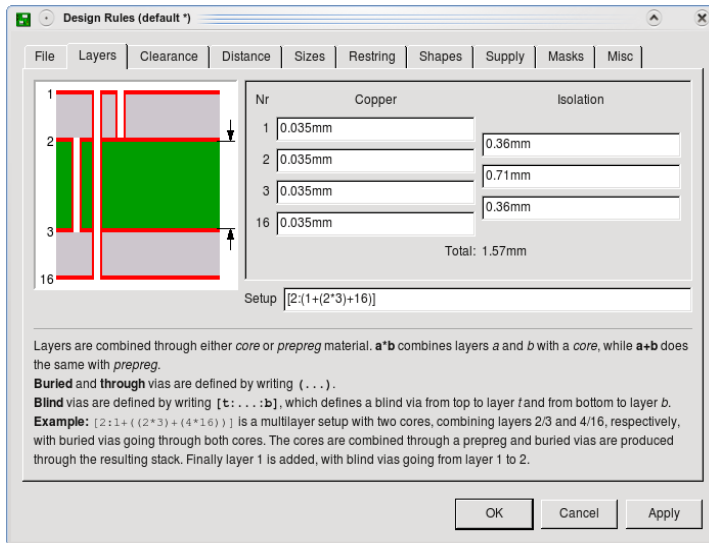 Design Rules (default *)
File Layers Clearance Distance Sizes Restring Shapes Supply Masks Misc
Nr Copper Isolation
1 0.035mm
0.36mm
2 0.035mm
0.71mm
3 0.035mm
0.36mm
16 0.035mm
Total: 1.57mm
1
2
3
16
Setup [2:(1+(2*3)+16)]
Layers are combined through either core or prepreg material. a*b combines layers a and b with a core, while a+b does
the same with prepreg.
Buried and through vias are defined by writing (...).
Blind vias are defined by writing [t:...:b], which defines a blind via from top to layer t and from bottom to layer b.
Example: [2:1+((2*3)+(4*16))] is a multilayer setup with two cores, combining layers 2/3 and 4/16, respectively,
with buried vias going through both cores. The cores are combined through a prepreg and buried vias are produced
through the resulting stack. Finally layer 1 is added, with blind vias going from layer 1 to 2.
OK Cancel Apply